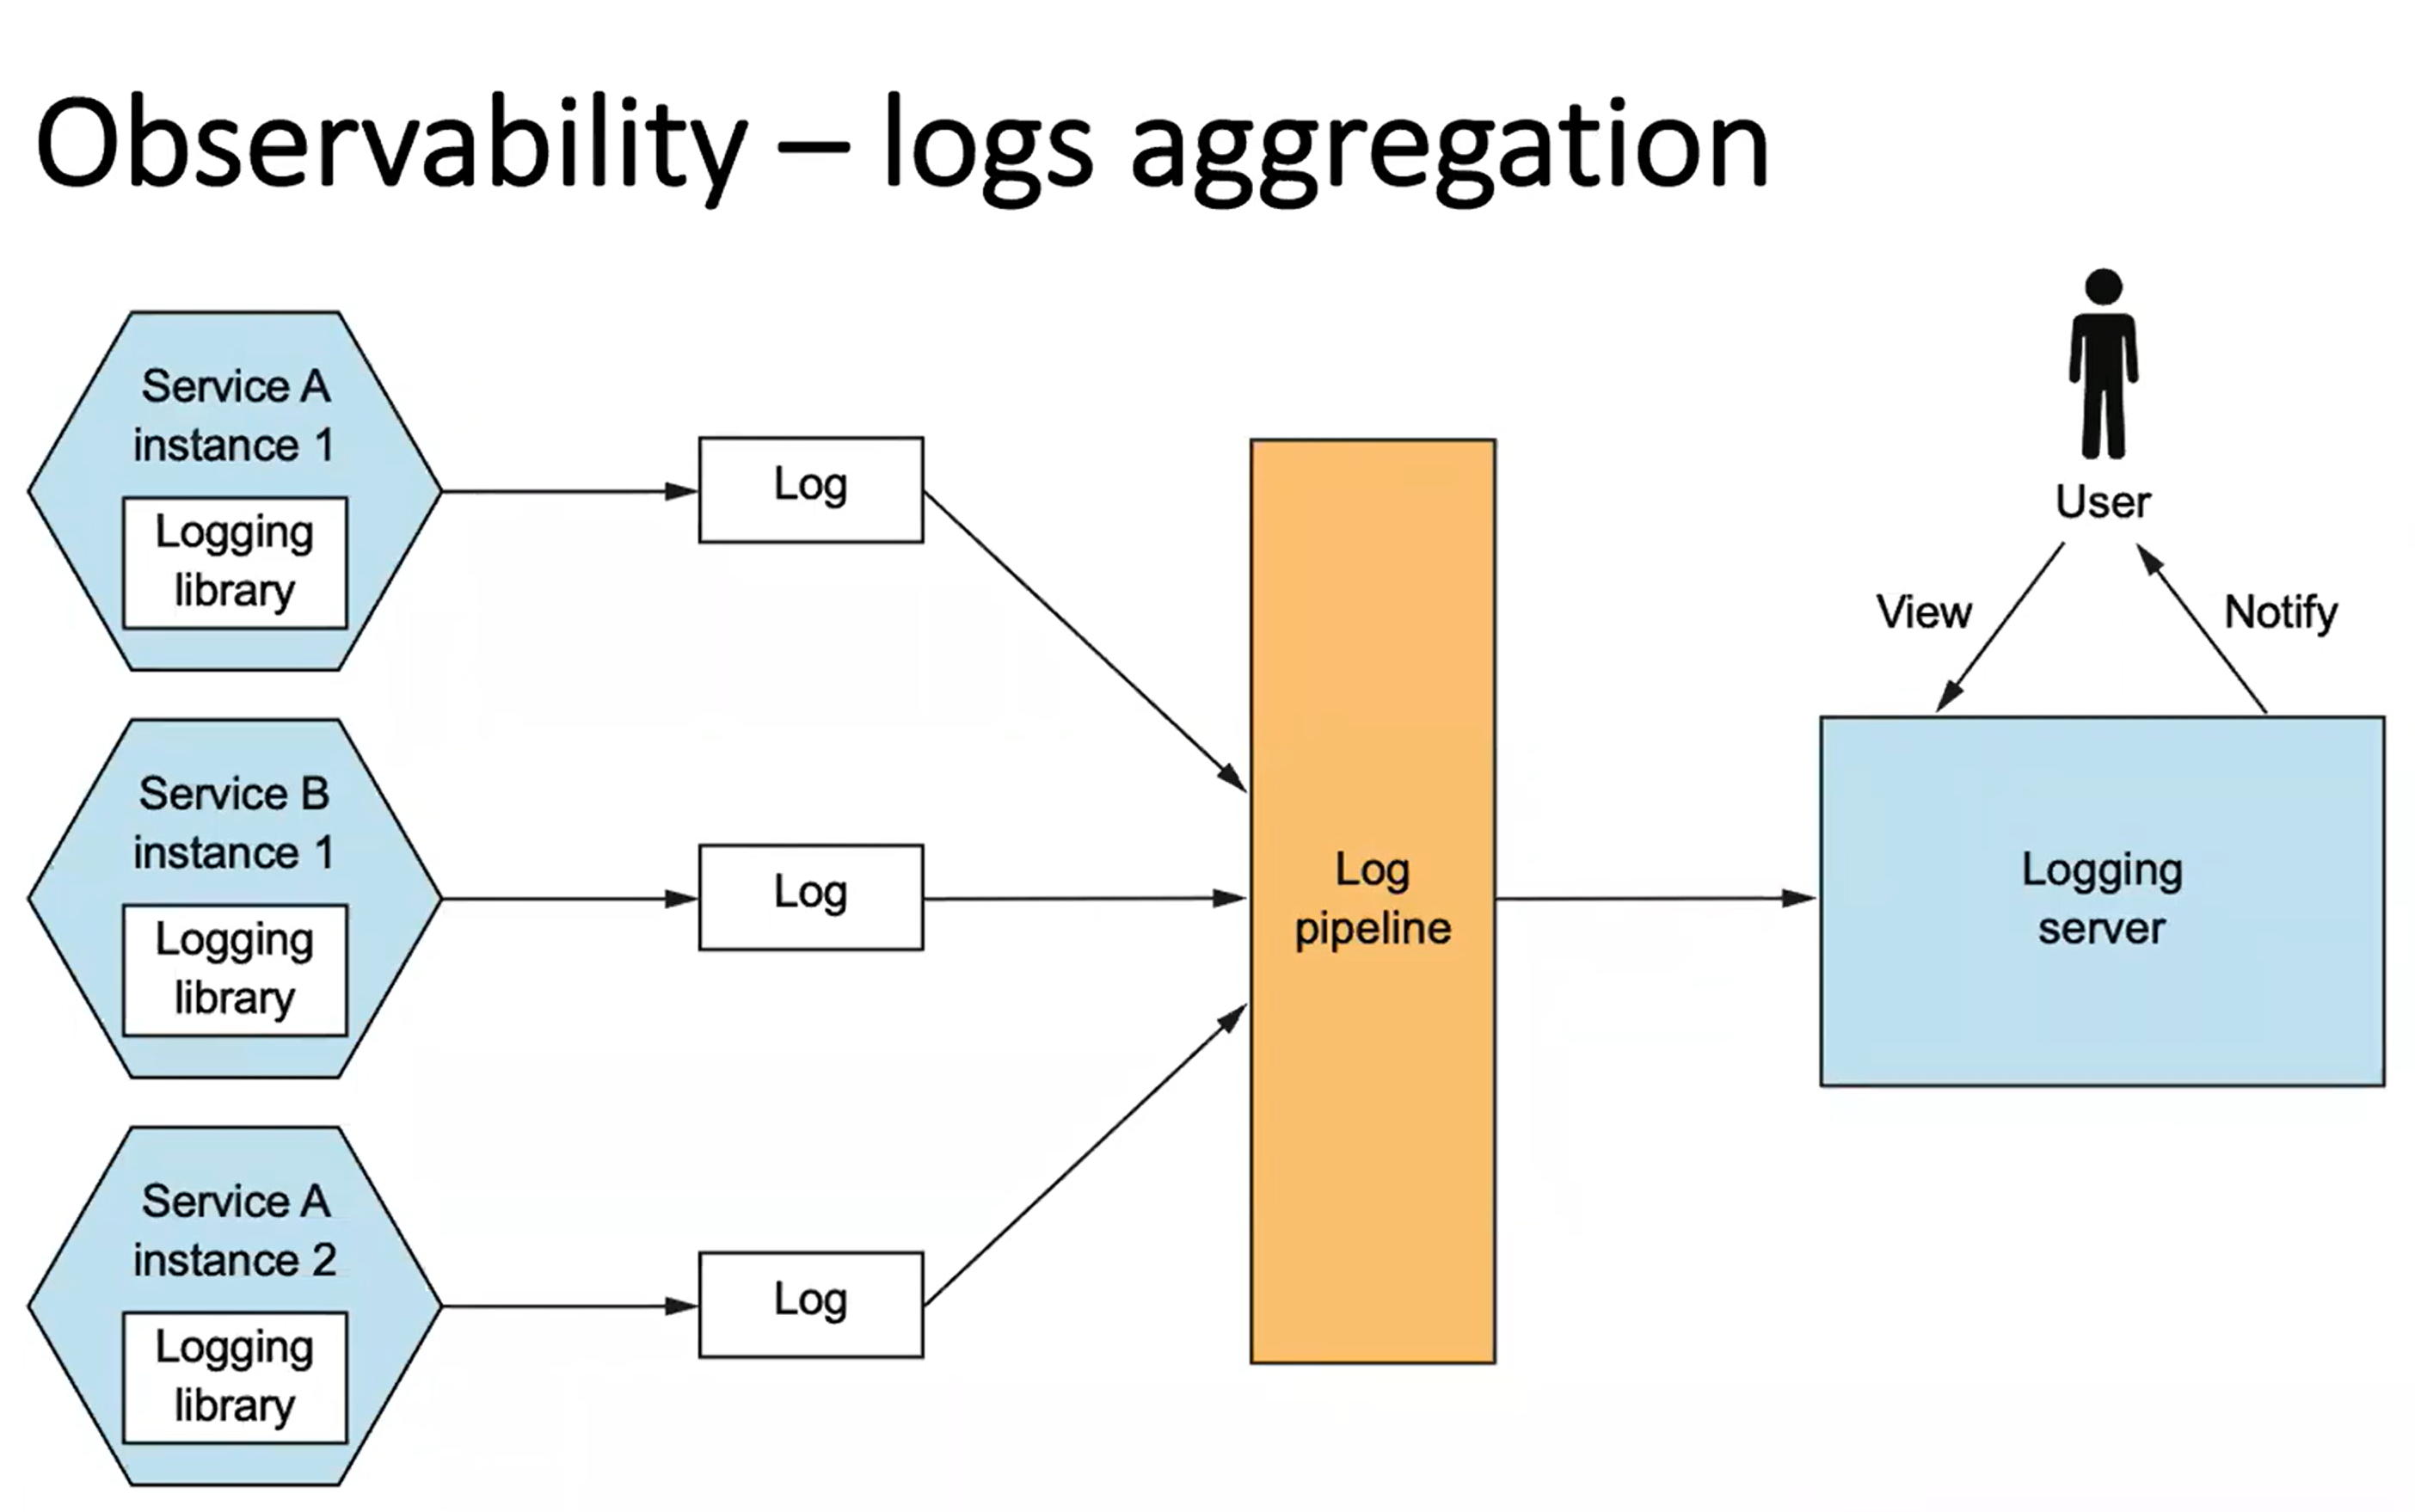 Observability – logs aggregation
Service A
instance 1
Logging
library
Log
Service B
instance 1
Logging
library
Log
Service A
instance 2
Logging
library
Log
Log
pipeline
User
View
Notify
Logging
server